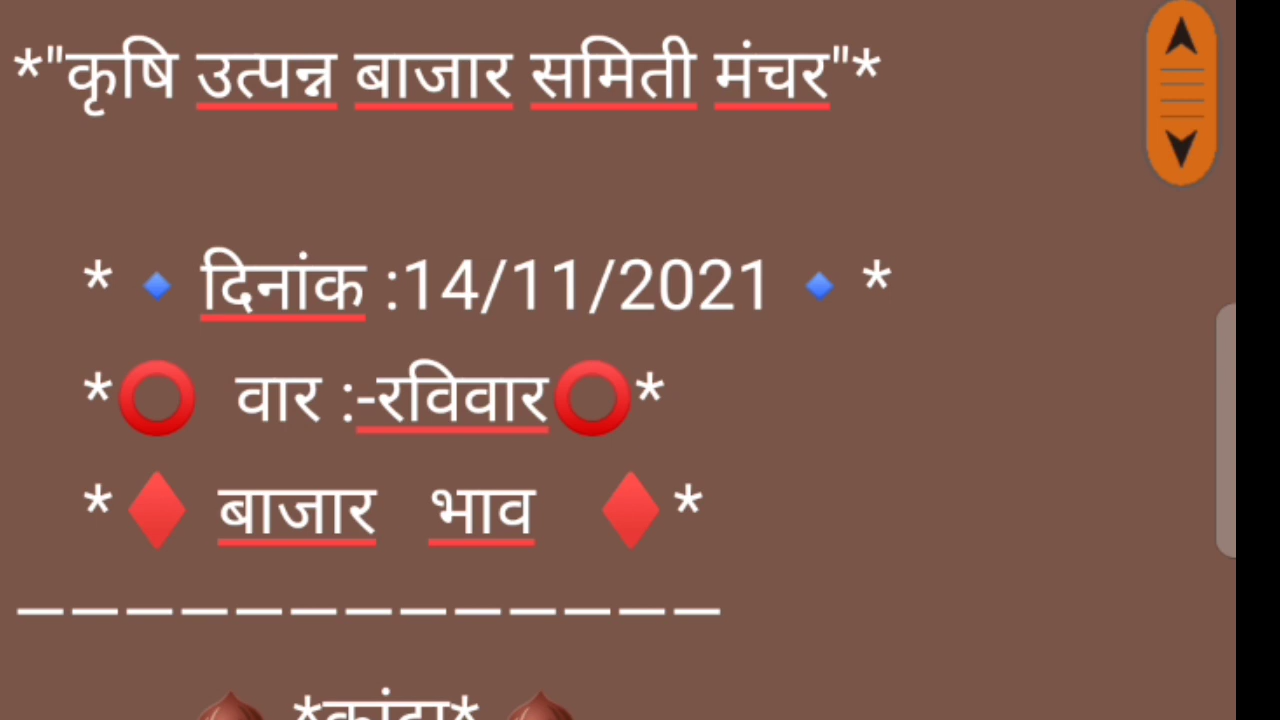 *"कृषि उत्पन्न बाजार समिती मंचर"*
*🔹 दिनांक :14/11/2021 🔹*
*⭕ वार :-रविवार⭕*
*♦️ बाजार भाव ♦️*
— — — — — — — — — — — — —
🌰 *कांदा* 🌰